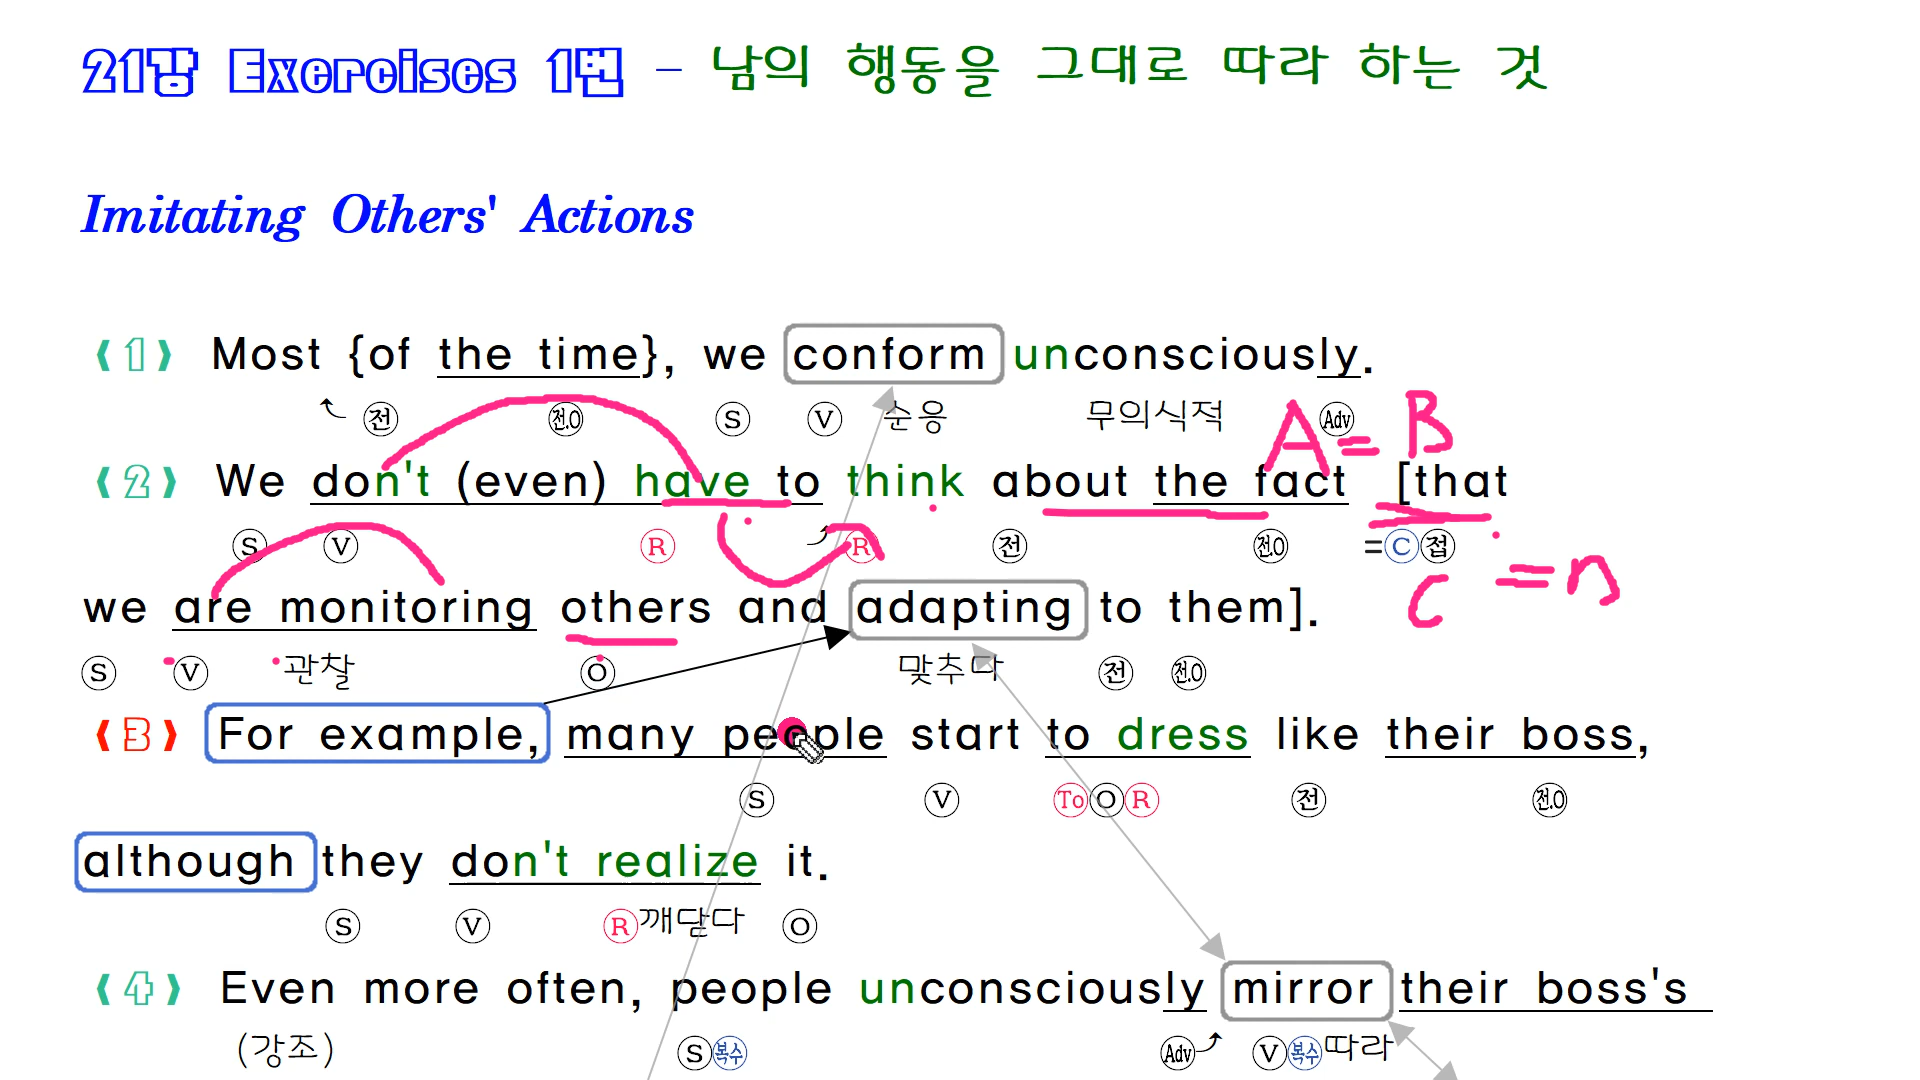 21강 Exercises 1번 – 남의 행동을 그대로 따라 하는 것
Imitating Others' Actions
❨1❩ Most {of the time}, we conform unconsciously.
전 전.O S V 순응 무의식적 Adv
A = B
❨2❩ We don't (even) have to think about the fact [that
S V R R 전 전.O =C접
C = n
we are monitoring others and adapting to them].
S V 관찰 O 맞추다 전 전.O
❨3❩ For example, many people start to dress like their boss,
S V To O R 전 전.O
although they don't realize it.
S V R 깨닫다 O
❨4❩ Even more often, people unconsciously mirror their boss's
(강조) S복수 Adv V복수 따라